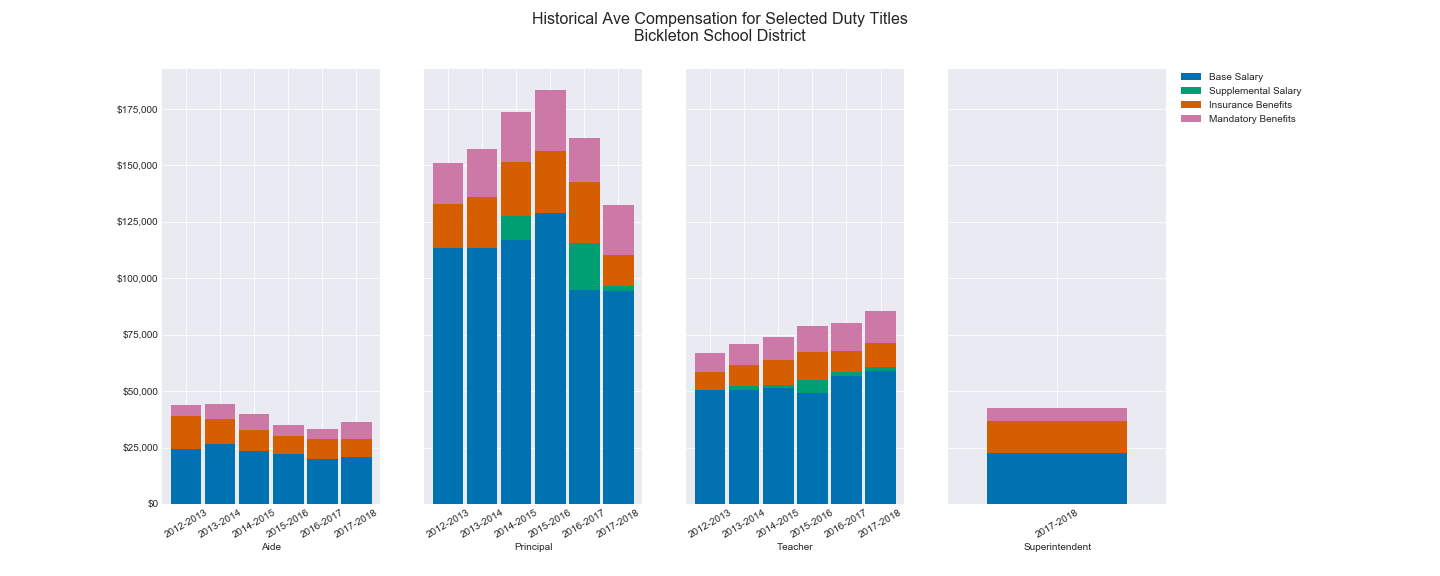 Historical Ave Compensation for Selected Duty Titles
Bickleton School District
Base Salary
Supplemental Salary
Insurance Benefits
Mandatory Benefits
$175,000
$150,000
$125,000
$100,000
$75,000
$50,000
$25,000
$0
2012-2013
2013-2014
2014-2015
2015-2016
2016-2017
2017-2018
Aide
2012-2013
2013-2014
2014-2015
2015-2016
2016-2017
2017-2018
Principal
2012-2013
2013-2014
2014-2015
2015-2016
2016-2017
2017-2018
Teacher
2017-2018
Superintendent